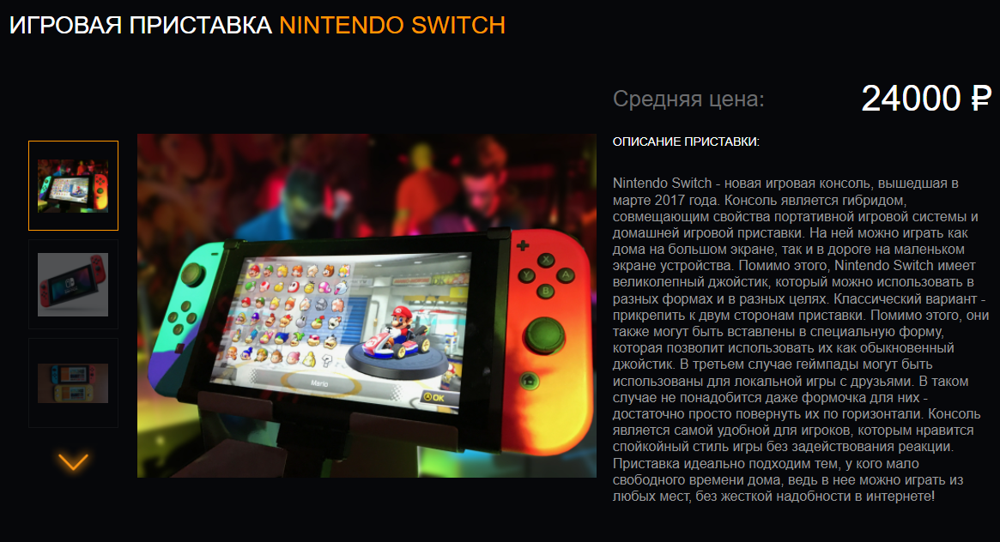 ИГРОВАЯ ПРИСТАВКА NINTENDO SWITCH
Средняя цена: 24000 ₽
ОПИСАНИЕ ПРИСТАВКИ:
Nintendo Switch - новая игровая консоль, вышедшая в
марте 2017 года. Консоль является гибридом,
совмещающим свойства портативной игровой системы и
домашней игровой приставки. На ней можно играть как
дома на большом экране, так и в дороге на маленьком
экране устройства. Помимо этого, Nintendo Switch имеет
великолепный джойстик, который можно использовать в
разных формах и в разных целях. Классический вариант -
прикрепить к двум сторонам приставки. Помимо этого, они
также могут быть вставлены в специальную форму,
которая позволит использовать их как обыкновенный
джойстик. В третьем случае геймпады могут быть
использованы для локальной игры с друзьями. В таком
случае не понадобится даже формочка для них -
достаточно просто повернуть их по горизонтали. Консоль
является самой удобной для игроков, которым нравится
спойкойный стиль игры без задействования реакции.
Приставка идеально подходим тем, у кого мало
свободного времени дома, ведь в нее можно играть из
любых мест, без жесткой надобности в интернете!
X
Y A
B
Mario
A OK